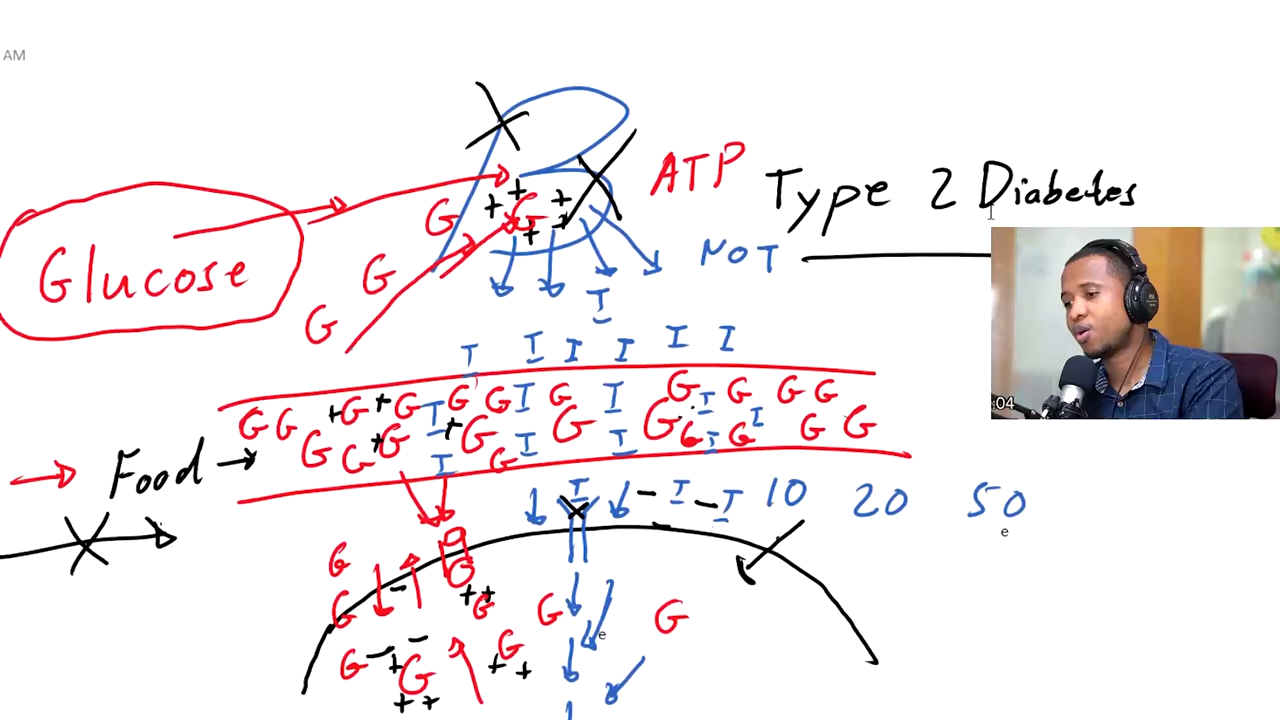 AM
ATP
Type 2 Diabetes
Glucose
G G
NOT
G
G
I
I I I I I I
G G I G I G I G G G
G G G G I G I G G I G G
Food
G G G I G I G I G
I I I 10 20 50
e
G
G G
G G G G
e
G G G